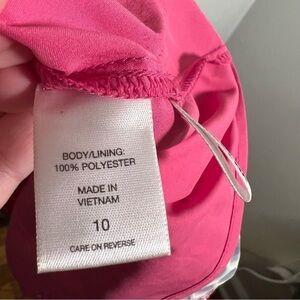 BODY/LINING:
100% POLYESTER
MADE IN
VIETNAM
10
CARE ON REVERSE